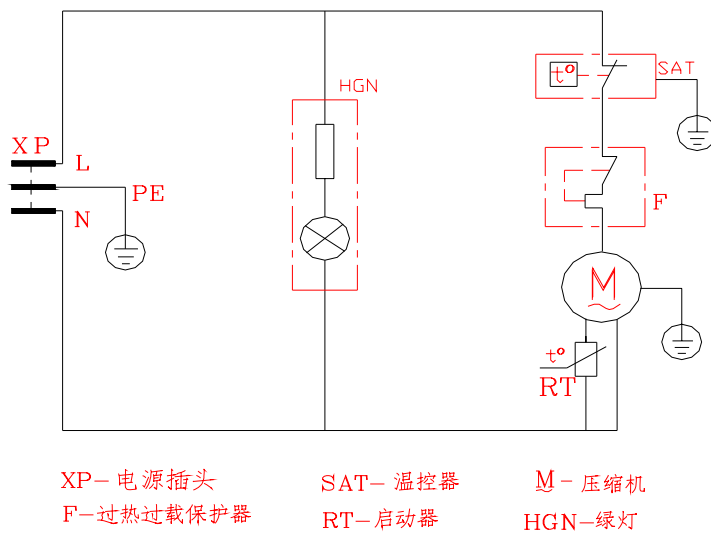 HGN
t°
SAT
XP
L
PE
N
F
M
t°
RT
XP-电源插头
SAT-温控器
M-压缩机
F-过热过载保护器
RT-启动器
HGN-绿灯